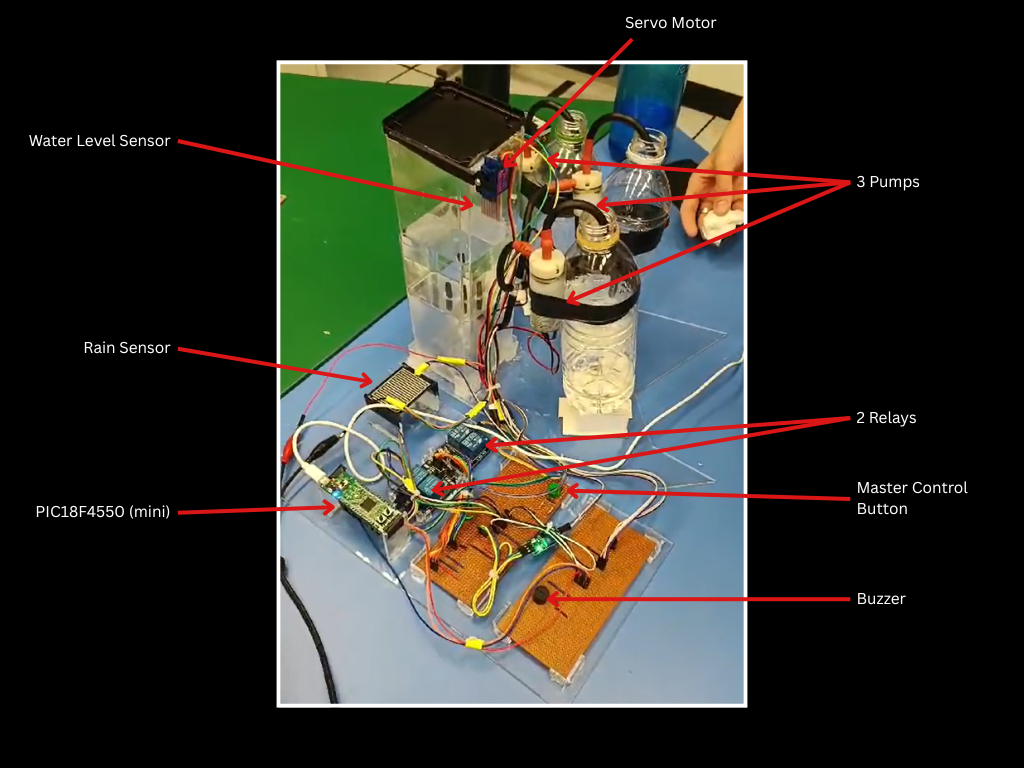 Servo Motor
Water Level Sensor
3 Pumps
Rain Sensor
2 Relays
Master Control
Button
PIC18F4550 (mini)
Buzzer